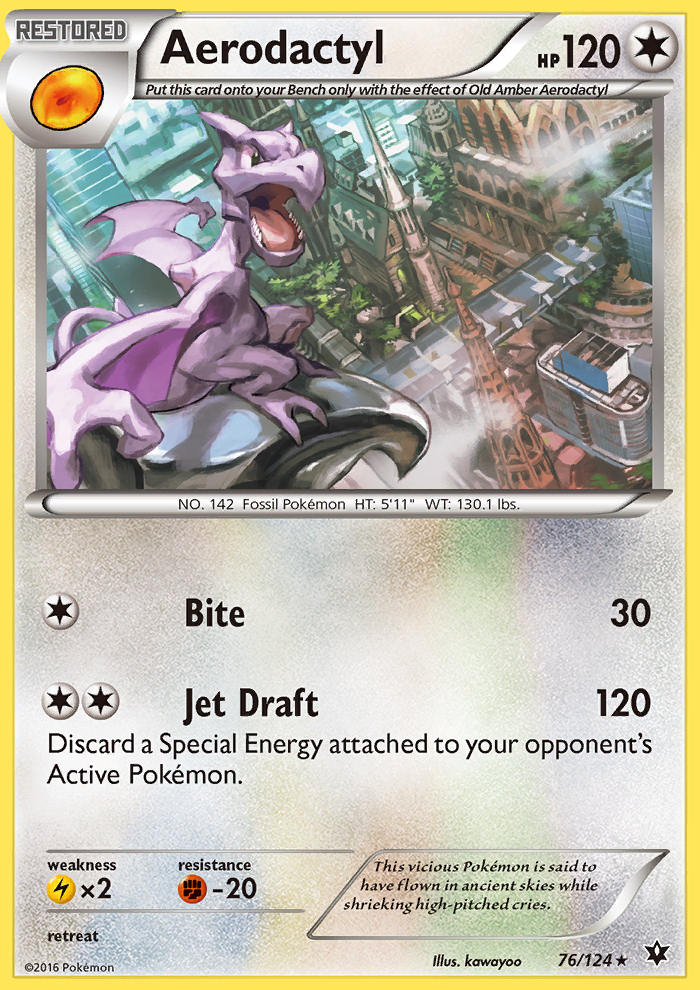 RESTORED
Aerodactyl
HP120
Put this card onto your Bench only with the effect of Old Amber Aerodactyl
NO. 142 Fossil Pokémon HT: 5'11" WT: 130.1 lbs.
Bite 30
Jet Draft 120
Discard a Special Energy attached to your opponent's
Active Pokémon.
weakness
×2
resistance
-20
retreat
This vicious Pokémon is said to
have flown in ancient skies while
shrieking high-pitched cries.
©2016 Pokémon
Illus. kawayoo
76/124★